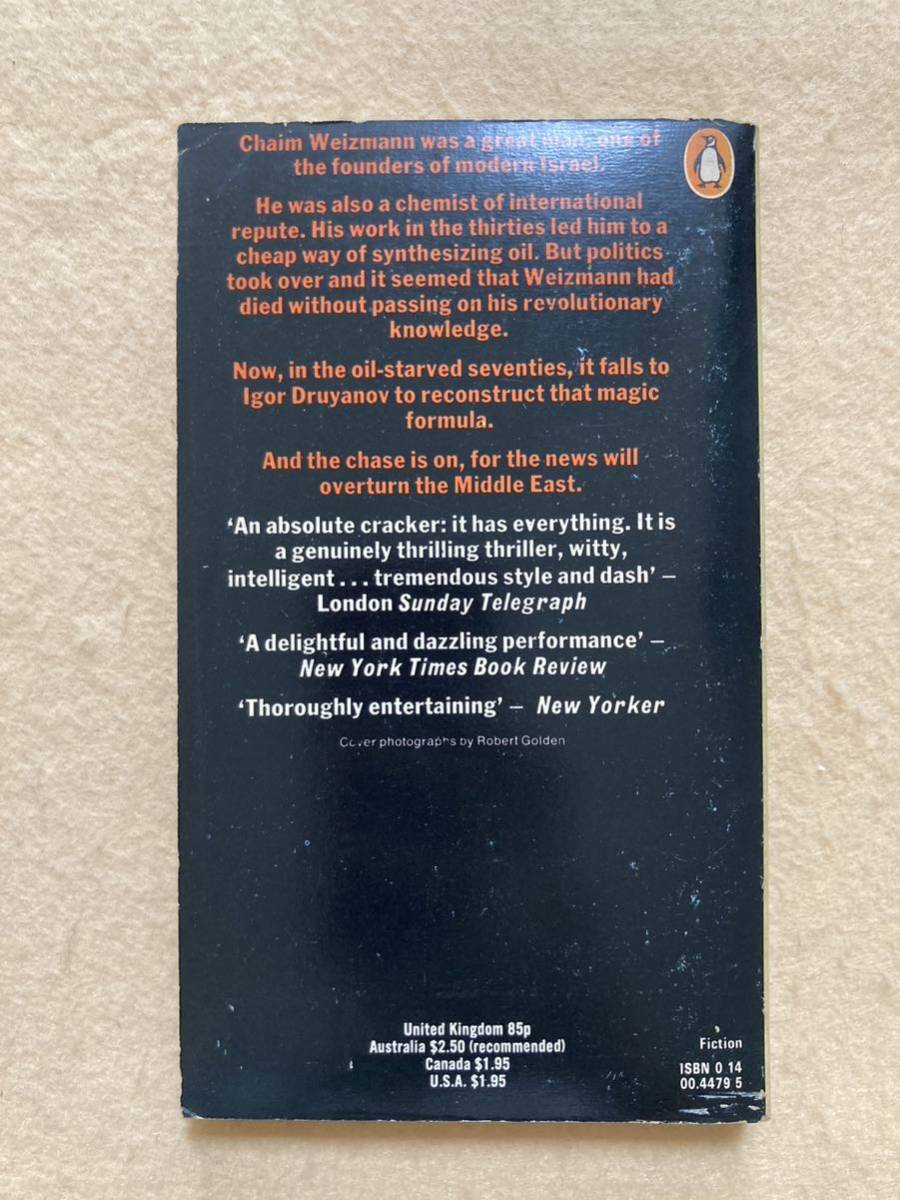 Chaim Weizmann was a great man: one of
the founders of modern Israel.
He was also a chemist of international
repute. His work in the thirties led him to a
cheap way of synthesizing oil. But politics
took over and it seemed that Weizmann had
died without passing on his revolutionary
knowledge.
Now, in the oil-starved seventies, it falls to
Igor Druyanov to reconstruct that magic
formula.
And the chase is on, for the news will
overturn the Middle East.
‘An absolute cracker: it has everything. It is
a genuinely thrilling thriller, witty,
intelligent... tremendous style and dash’ –
London Sunday Telegraph
‘A delightful and dazzling performance’ –
New York Times Book Review
‘Thoroughly entertaining’ – New Yorker
Cover photographs by Robert Golden
United Kingdom 85p
Australia $2.50 (recommended)
Canada $1.95
U.S.A. $1.95
Fiction
ISBN 0 14
00.4479 5